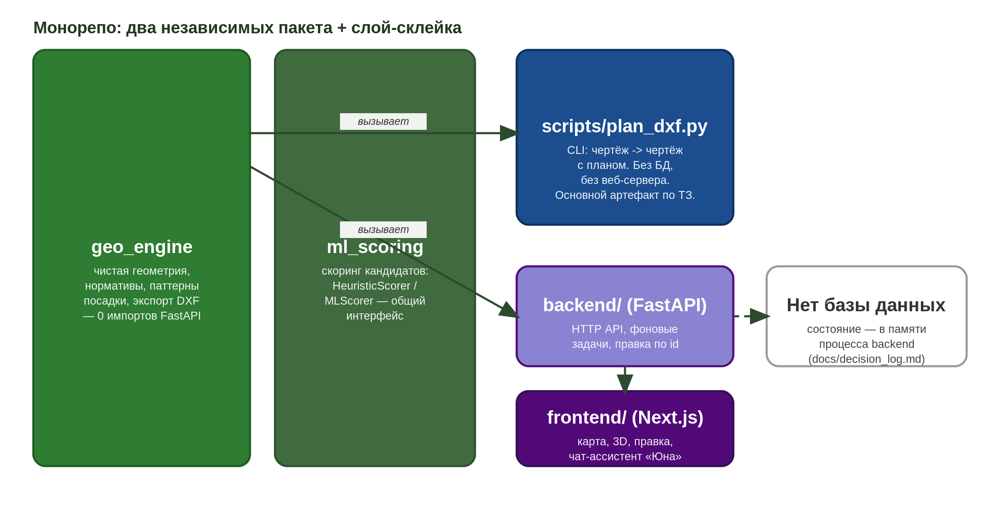 Монорепо: два независимых пакета + слой-склейка
geo_engine
чистая геометрия,
нормативы, паттерны
посадки, экспорт DXF
— 0 импортов FastAPI
вызывает
вызывает
ml_scoring
скоринг кандидатов:
HeuristicScorer /
MLScorer — общий
интерфейс
scripts/plan_dxf.py
CLI: чертёж -> чертёж
с планом. Без БД,
без веб-сервера.
Основной артефакт по ТЗ.
backend/ (FastAPI)
HTTP API, фоновые
задачи, правка по id
Нет базы данных
состояние — в памяти
процесса backend
(docs/decision_log.md)
frontend/ (Next.js)
карта, 3D, правка,
чат-ассистент «Юна»